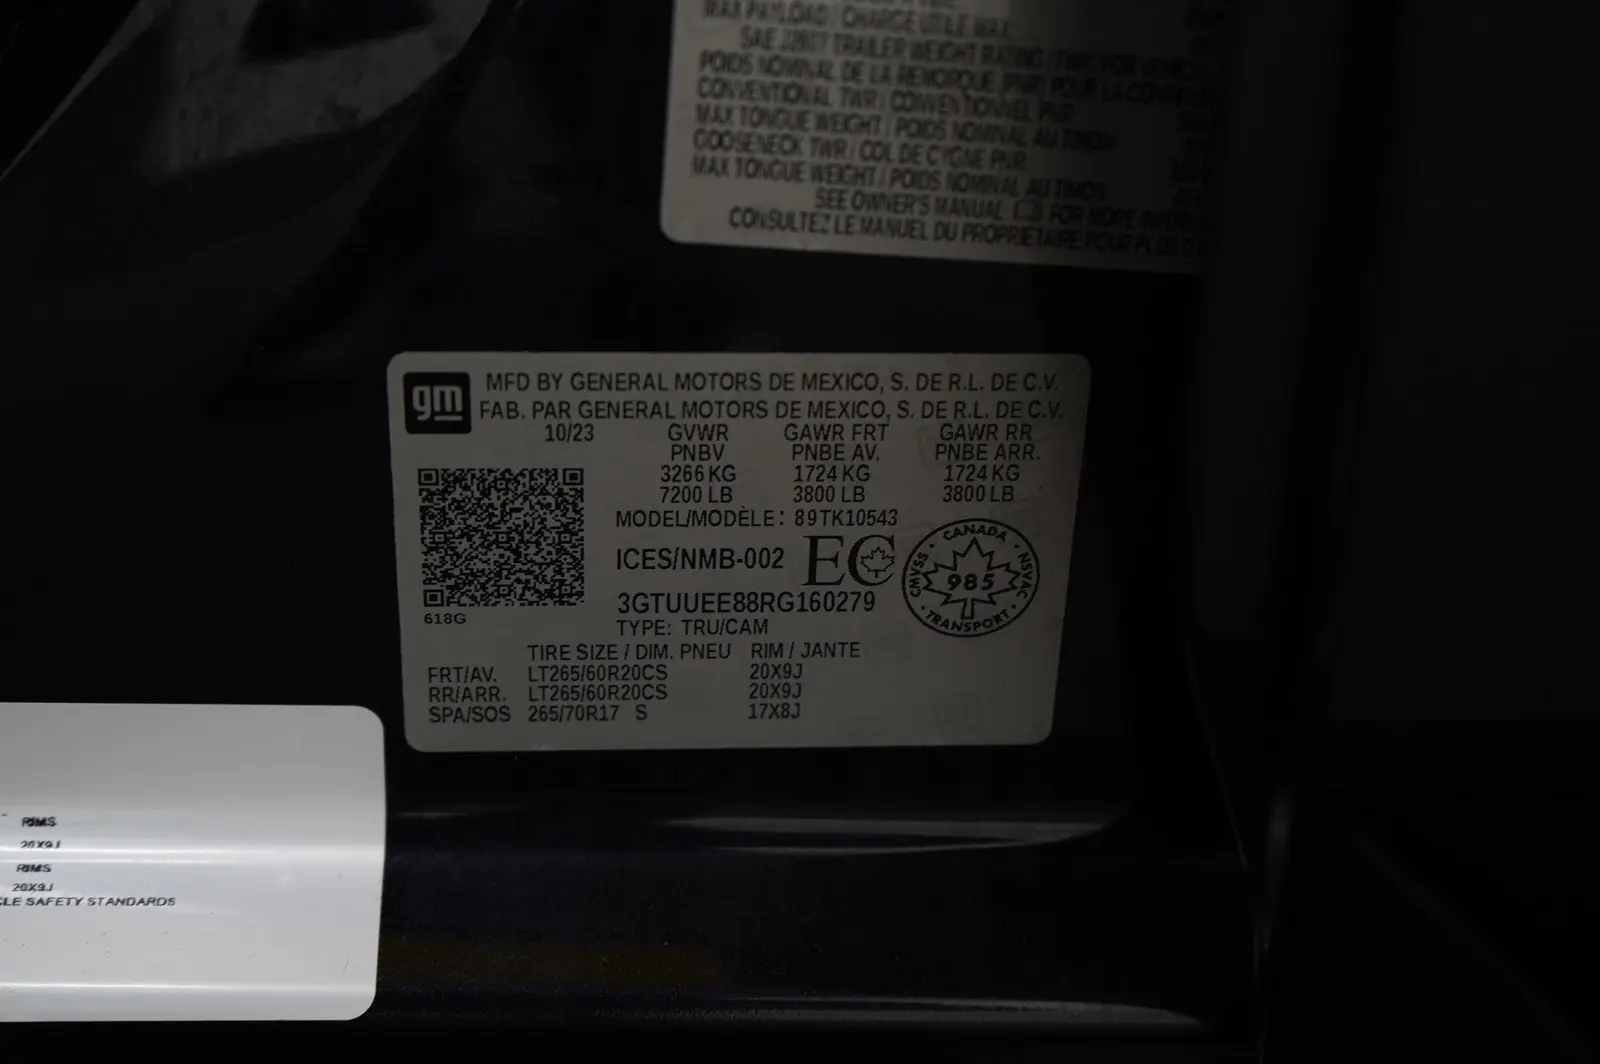 MAX PAYLOAD / CHARGE UTILE MAX
SAE J2807 TRAILER WEIGHT RATING (TWR) FOR
POIDS NOMINAL DE LA REMORQUE (PNR) POUR LA
CONVENTIONAL TWR / CONVENTIONNEL PNR
MAX TONGUE WEIGHT / POIDS NOMINAL AU TIMON
GOOSENECK TWR / COL DE CYGNE PNR
MAX TONGUE WEIGHT / POIDS NOMINAL AU TIMON
SEE OWNER'S MANUAL FOR MORE
CONSULTEZ LE MANUEL DU PROPRIETAIRE POUR PLUS
gm
MFD BY GENERAL MOTORS DE MEXICO, S. DE R.L. DE C.V.
FAB. PAR GENERAL MOTORS DE MEXICO, S. DE R.L. DE C.V.
10/23 GVWR GAWR FRT GAWR RR
PNBV PNBE AV. PNBE ARR.
3266 KG 1724 KG 1724 KG
7200 LB 3800 LB 3800 LB
MODEL/MODÈLE: 89TK10543
ICES/NMB-002 EC
CANADA
CMVSS 985 NSVAC
TRANSPORT
3GTUUEE88RG160279
618G
TYPE: TRU/CAM
TIRE SIZE / DIM. PNEU RIM / JANTE
FRT/AV. LT265/60R20CS 20X9J
RR/ARR. LT265/60R20CS 20X9J
SPA/SOS 265/70R17 S 17X8J
RIMS
20X9J
RIMS
20X9J
CLE SAFETY STANDARDS